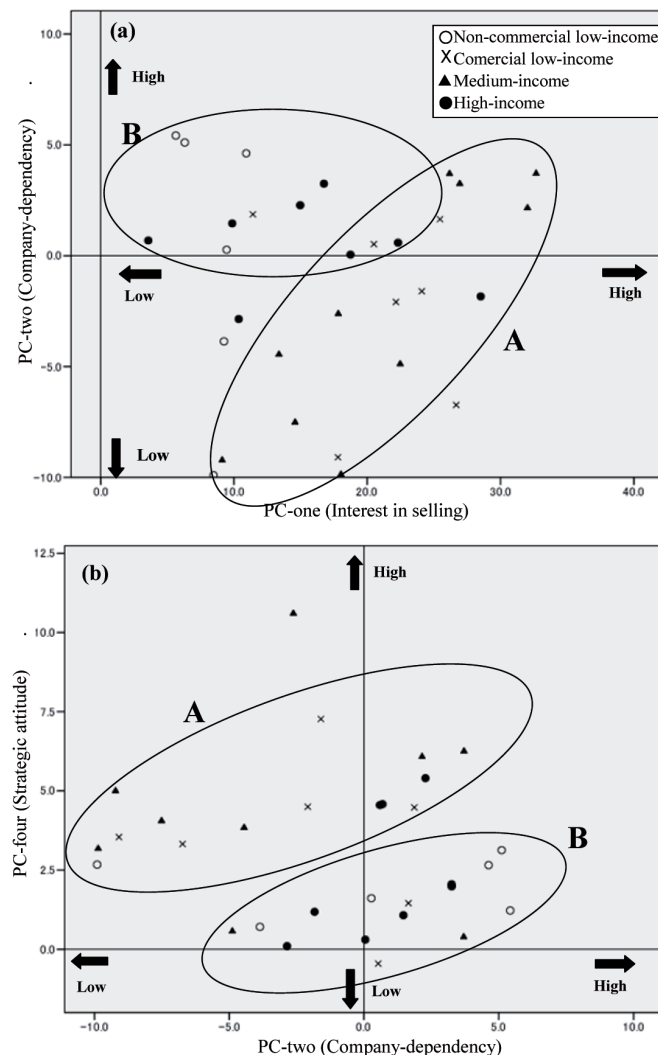 (a)
○ Non-commercial low-income
× Comercial low-income
▲ Medium-income
● High-income
High
B
A
Low
High
Low
10.0
5.0
0.0
−5.0
−10.0
PC-two (Company-dependency)
0.0 10.0 20.0 30.0 40.0
PC-one (Interest in selling)
(b)
High
A
B
Low
Low
High
12.5
10.0
7.5
5.0
2.5
0.0
PC-four (Strategic attitude)
-10.0 -5.0 0.0 5.0 10.0
PC-two (Company-dependency)